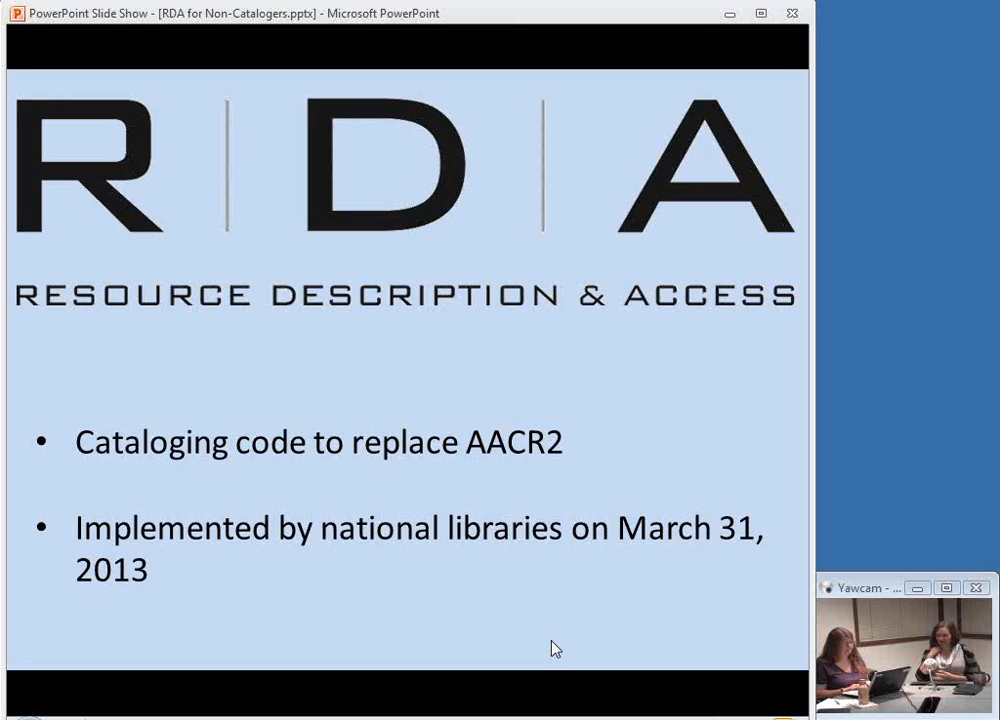 PowerPoint Slide Show - [RDA for Non-Catalogers.pptx] - Microsoft PowerPoint
R | D | A
RESOURCE DESCRIPTION & ACCESS
• Cataloging code to replace AACR2
• Implemented by national libraries on March 31,
2013
Yawcam - ...